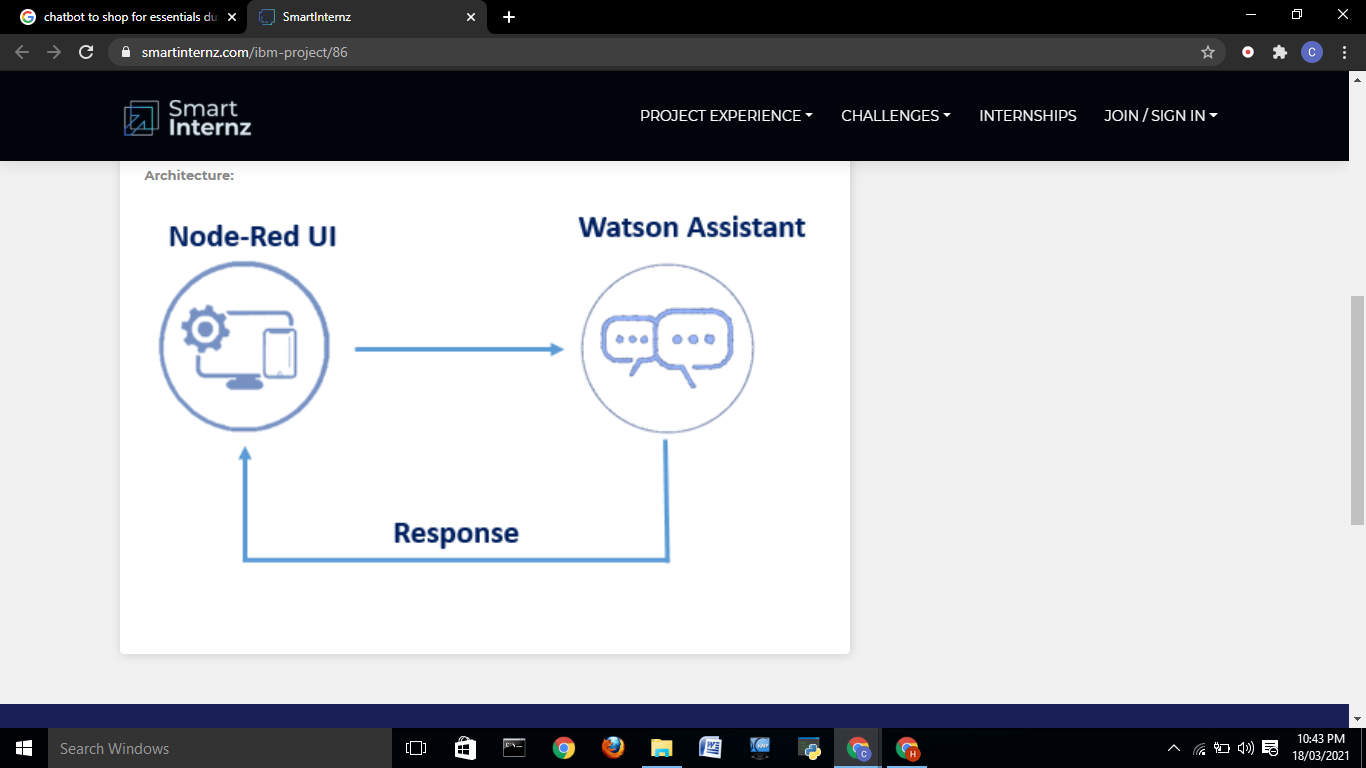 chatbot to shop for essentials du
SmartInternz
smartinternz.com/ibm-project/86
C
Smart
Internz
PROJECT EXPERIENCE
CHALLENGES
INTERNSHIPS
JOIN / SIGN IN
Architecture:
Node-Red UI
Watson Assistant
Response
Search Windows
10:43 PM
18/03/2021